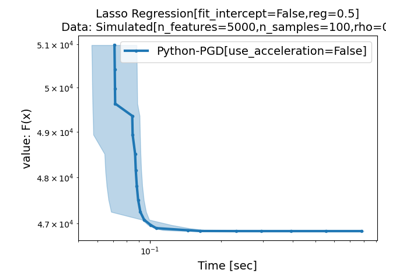 Lasso Regression[fit_intercept=False,reg=0.5]
Data: Simulated[n_features=5000,n_samples=100,rho=0
Python-PGD[use_acceleration=False]
value: F(x)
5.1 × 10⁴
5 × 10⁴
4.9 × 10⁴
4.8 × 10⁴
4.7 × 10⁴
10⁻¹
Time [sec]